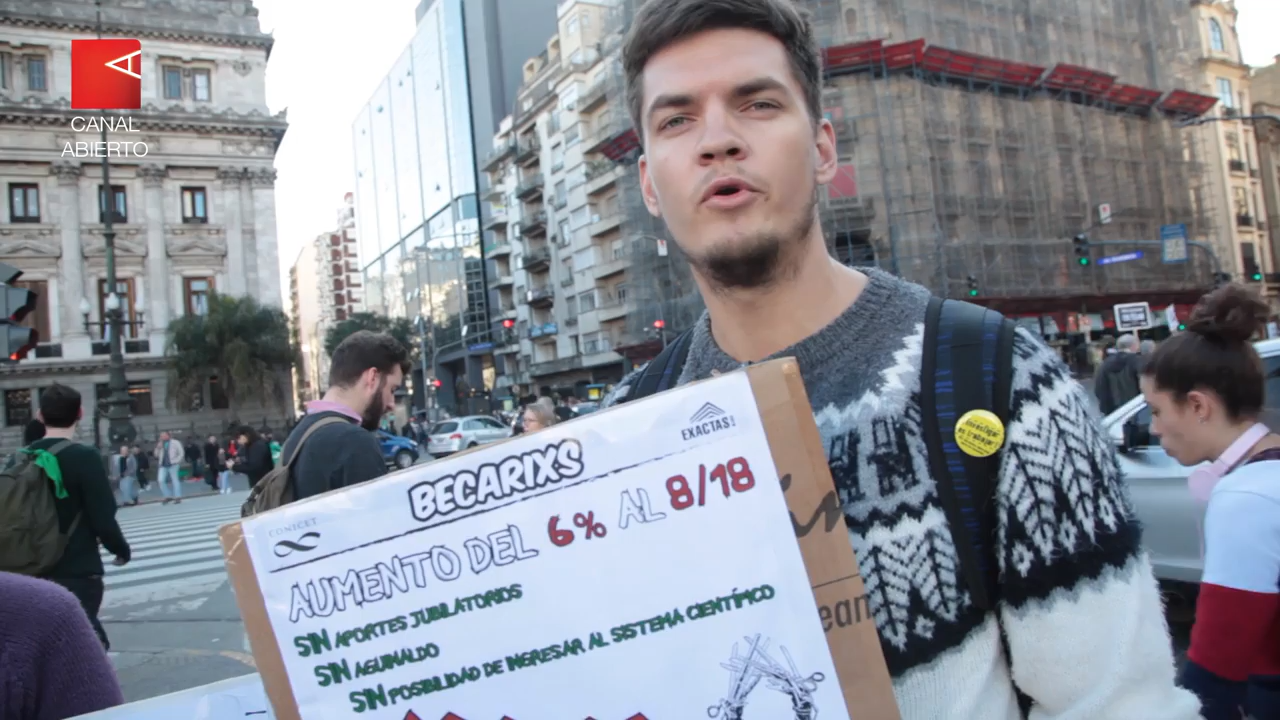 CANAL
ABIERTO
EXACTAS
CONICET
BECARIXS
AUMENTO DEL 6% AL 8/18
SIN APORTES JUBILATORIOS
SIN AGUINALDO
SIN POSIBILIDAD DE INGRESAR AL SISTEMA CIENTÍFICO